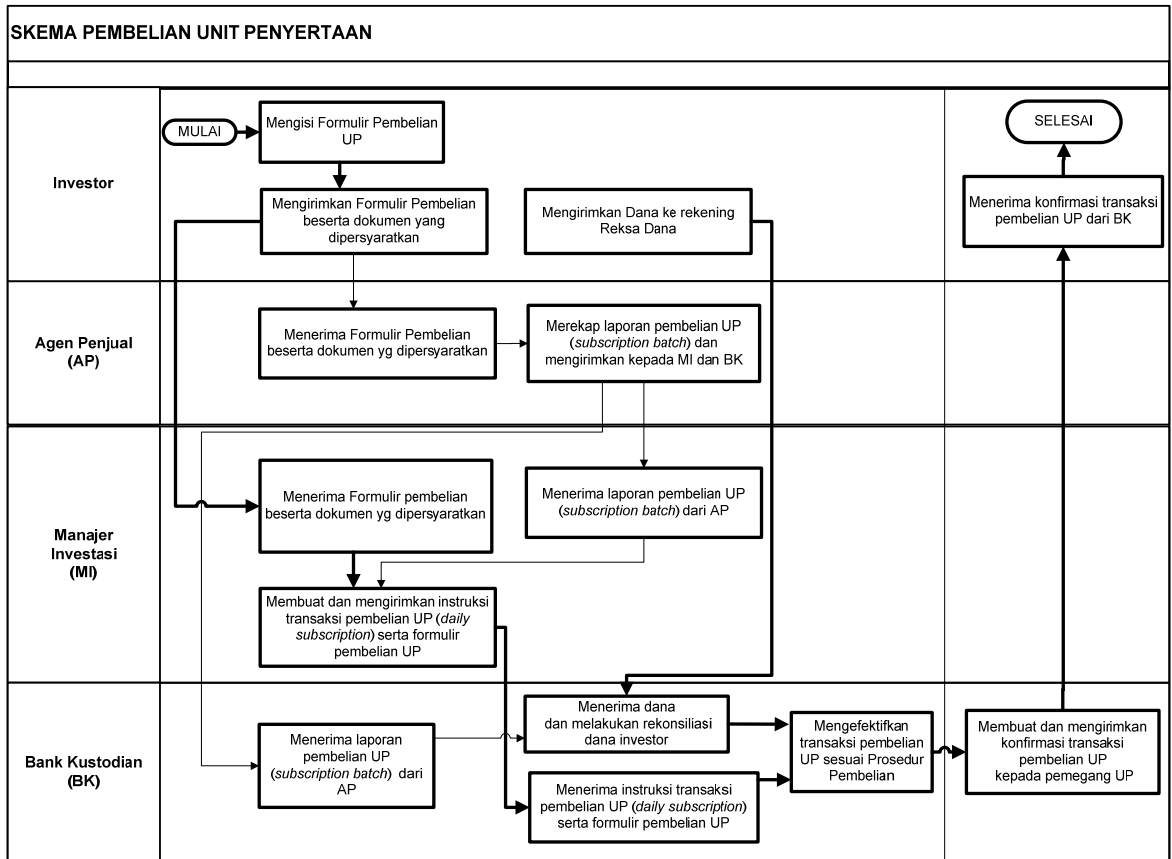 SKEMA PEMBELIAN UNIT PENYERTAAN
Investor
MULAI
Mengisi Formulir Pembelian
UP
Mengirimkan Formulir Pembelian
beserta dokumen yang
dipersyaratkan
Mengirimkan Dana ke rekening
Reksa Dana
SELESAI
Menerima konfirmasi transaksi
pembelian UP dari BK
Agen Penjual
(AP)
Menerima Formulir Pembelian
beserta dokumen yg dipersyaratkan
Merekap laporan pembelian UP
(subscription batch) dan
mengirimkan kepada MI dan BK
Manajer
Investasi
(MI)
Menerima Formulir pembelian
beserta dokumen yg dipersyaratkan
Menerima laporan pembelian UP
(subscription batch) dari AP
Membuat dan mengirimkan instruksi
transaksi pembelian UP (daily
subscription) serta formulir
pembelian UP
Bank Kustodian
(BK)
Menerima laporan
pembelian UP
(subscription batch) dari
AP
Menerima dana
dan melakukan rekonsiliasi
dana investor
Menerima instruksi transaksi
pembelian UP (daily subscription)
serta formulir pembelian UP
Mengefektifkan
transaksi pembelian
UP sesuai Prosedur
Pembelian
Membuat dan mengirimkan
konfirmasi transaksi
pembelian UP
kepada pemegang UP